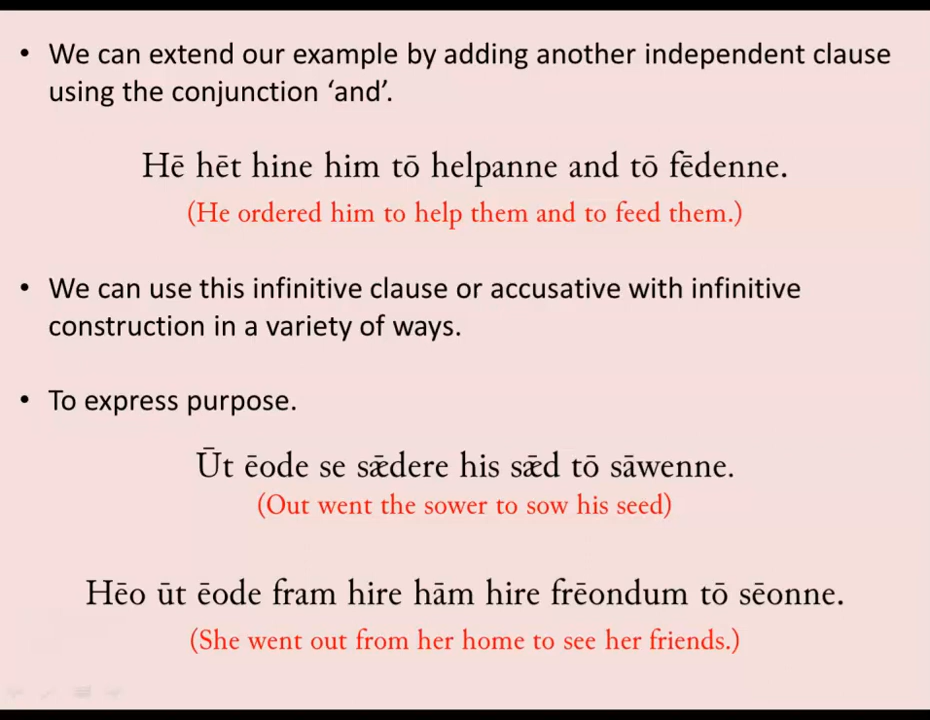 • We can extend our example by adding another independent clause
using the conjunction ‘and’.
Hē hēt hine him tō helpanne and tō fēdenne.
(He ordered him to help them and to feed them.)
• We can use this infinitive clause or accusative with infinitive
construction in a variety of ways.
• To express purpose.
Ūt ēode se sǣdere his sǣd tō sāwenne.
(Out went the sower to sow his seed)
Hēo ūt ēode fram hire hām hire frēondum tō sēonne.
(She went out from her home to see her friends.)